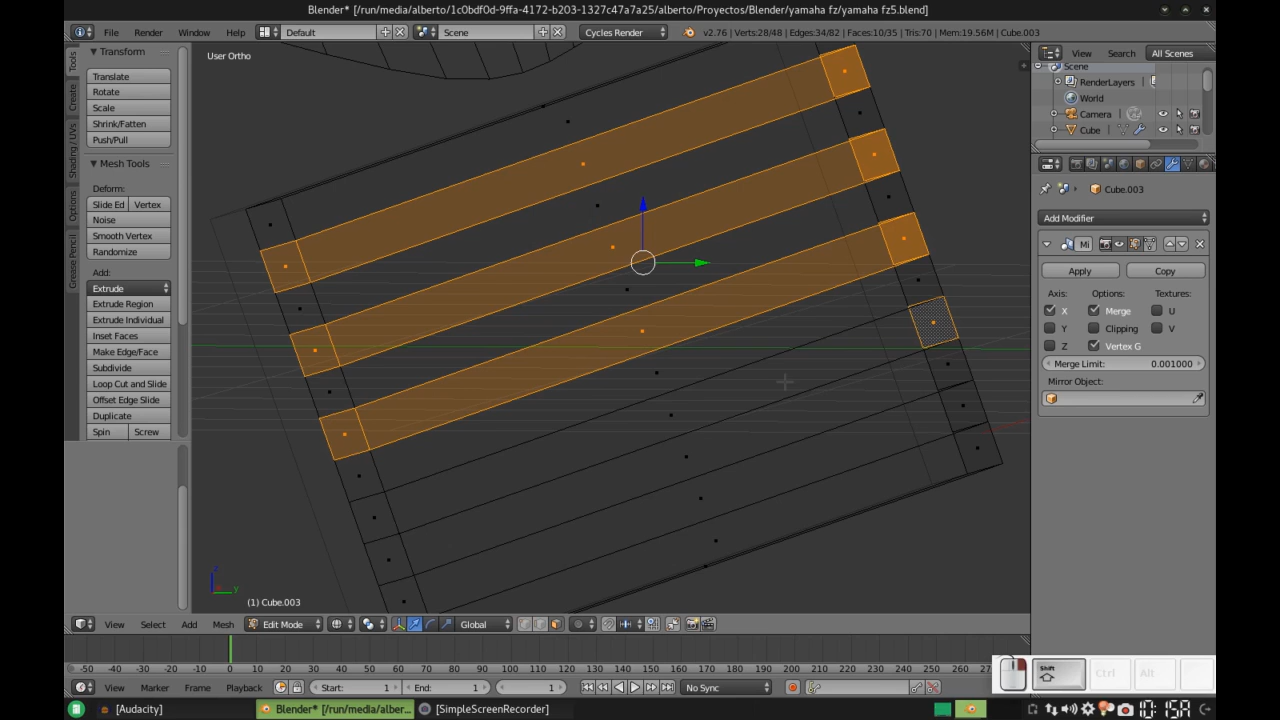 Blender* [/run/media/alberto/1c0bdf0d-9ffa-4172-b203-1327c47a7a25/alberto/Proyectos/Blender/yamaha fz/yamaha fz5.blend]
File Render Window Help Default Scene Cycles Render v2.76 | Verts:28/48 | Edges:34/82 | Faces:10/35 | Tris:70 | Mem:19.56M | Cube.003
Tools
Create
Shading / UVs
Options
Grease Pencil
Transform
Translate
Rotate
Scale
Shrink/Fatten
Push/Pull
Mesh Tools
Deform:
Slide Ed Vertex
Noise
Smooth Vertex
Randomize
Add:
Extrude
Extrude Region
Extrude Individual
Inset Faces
Make Edge/Face
Subdivide
Loop Cut and Slide
Offset Edge Slide
Duplicate
Spin Screw
User Ortho
z
y
(1) Cube.003
View Search All Scenes
Scene
RenderLayers
World
Camera
Cube
Cube.003
Add Modifier
Mi
Apply Copy
Axis: Options: Textures:
X Merge U
Y Clipping V
Z Vertex G
Merge Limit: 0.001000
Mirror Object:
View Select Add Mesh Edit Mode Global
-50 -40 -30 -20 -10 0 10 20 30 40 50 60 70 80 90 100 110 120 130 140 150 160 170 180 190 200 210 220 230 240 250 260
View Marker Frame Playback Start: 1 End: 1 1 No Sync
Shift Ctrl Alt
[Audacity] Blender* [/run/media/alber... [SimpleScreenRecorder]